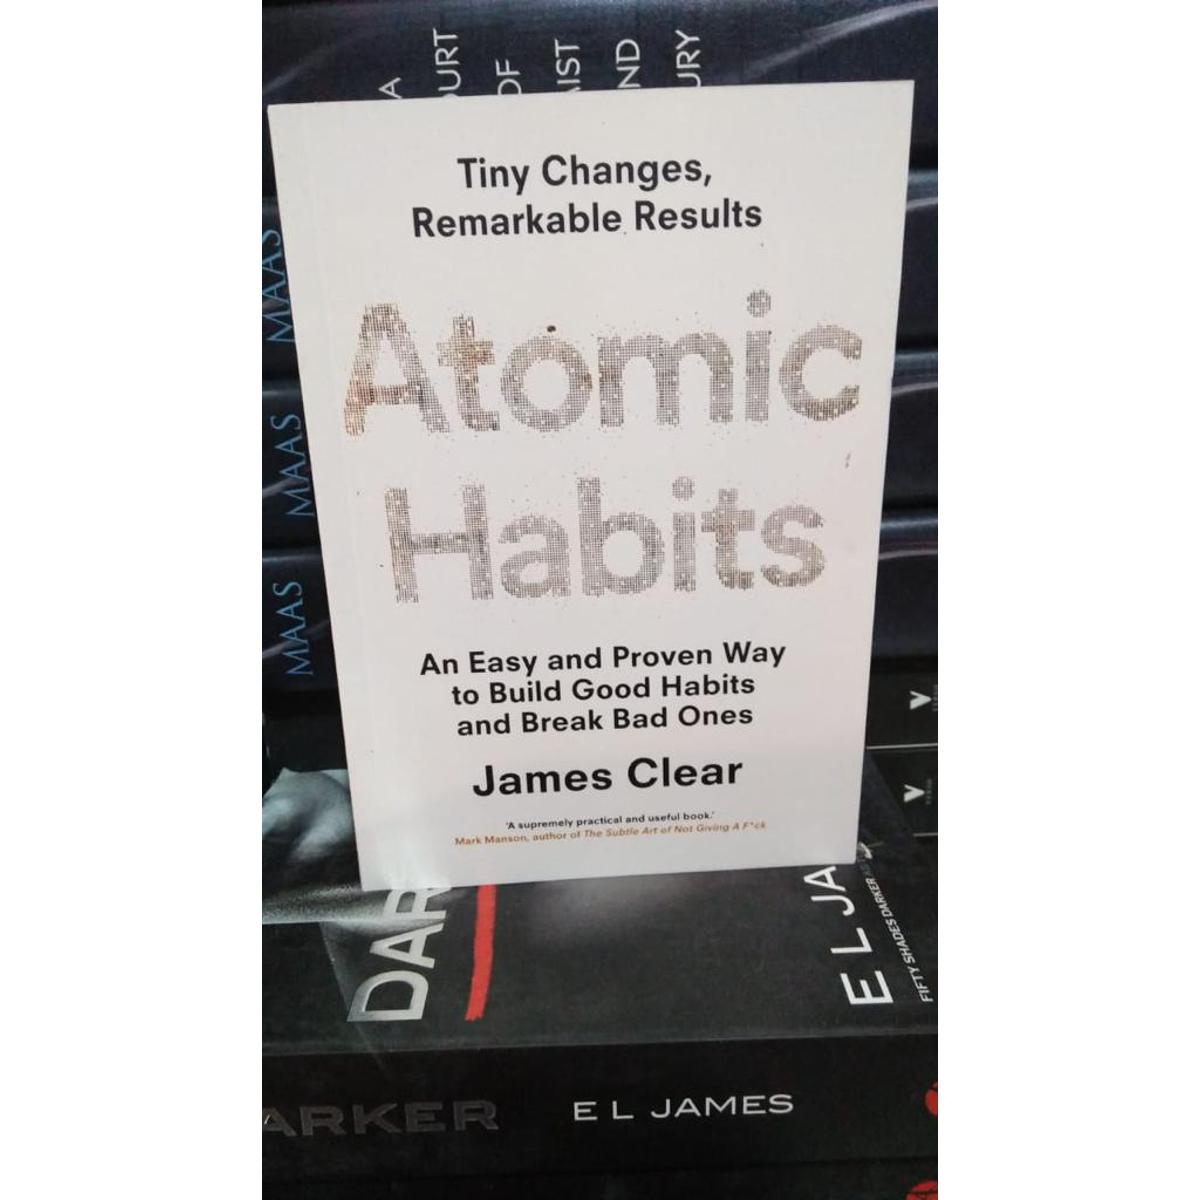 A
OF
MAAS
MAAS
MAAS
Tiny Changes,
Remarkable Results
Atomic
Habits
An Easy and Proven Way
to Build Good Habits
and Break Bad Ones
James Clear
'A supremely practical and useful book.'
Mark Manson, author of The Subtle Art of Not Giving A F*ck
DAR
E L JA
FIFTY SHADES DARKER
ARKER
E L JAMES
V
V